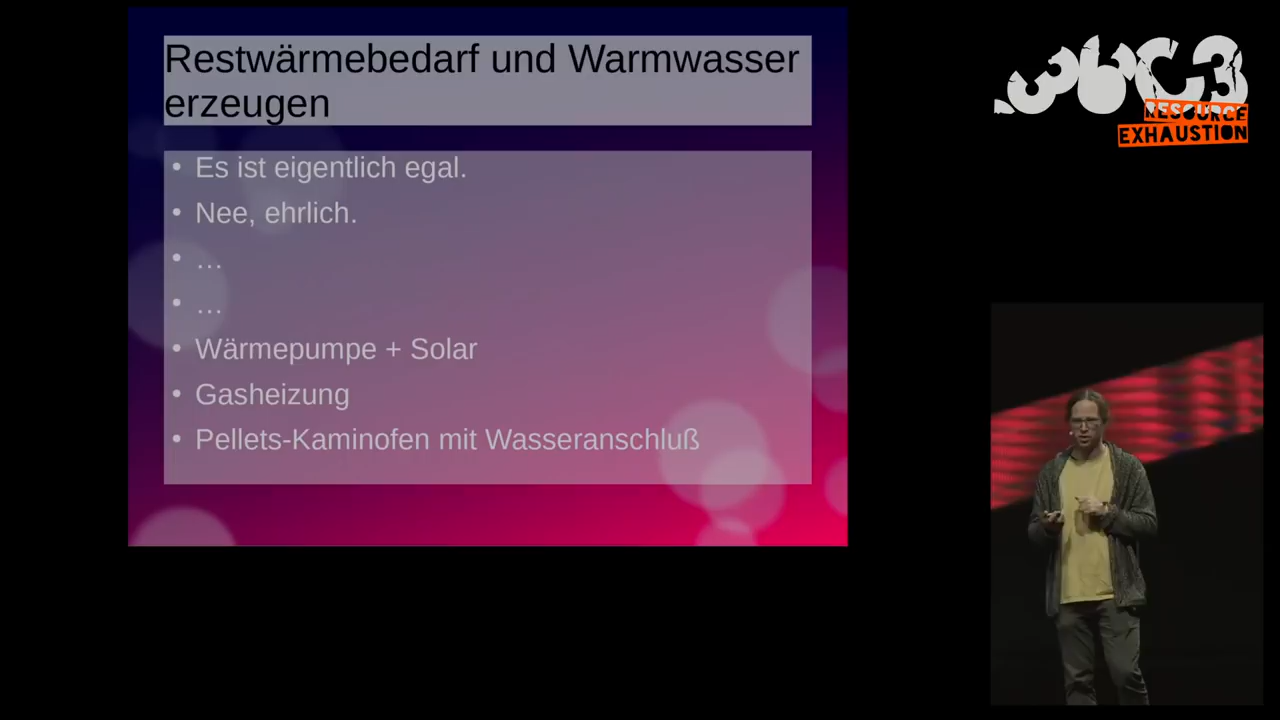 Restwärmebedarf und Warmwasser
erzeugen
• Es ist eigentlich egal.
• Nee, ehrlich.
• ...
• ...
• Wärmepumpe + Solar
• Gasheizung
• Pellets-Kaminofen mit Wasseranschluß
36C3
RESOURCE
EXHAUSTION